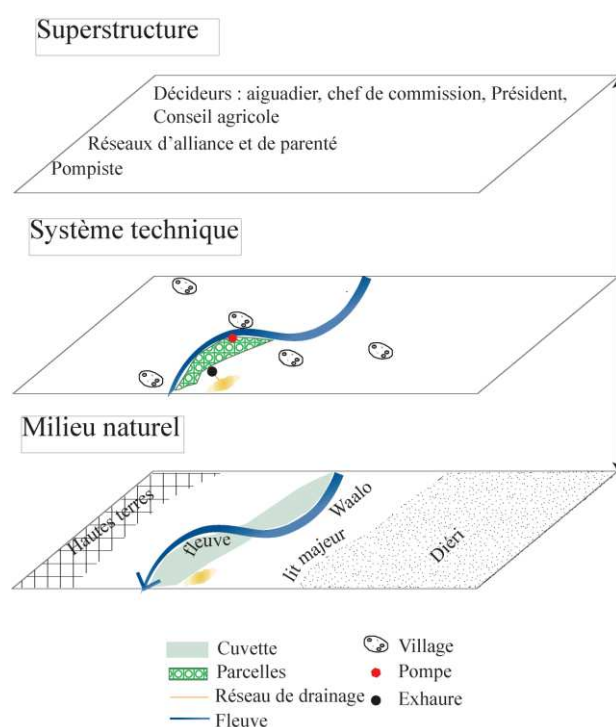 Superstructure
Décideurs : aiguadier, chef de commission, Président,
Conseil agricole
Réseaux d'alliance et de parenté
Pompiste
Système technique
Milieu naturel
Hautes terres
fleuve
Waalo
lit majeur
Diéri
Cuvette
Parcelles
Réseau de drainage
Fleuve
Village
Pompe
Exhaure